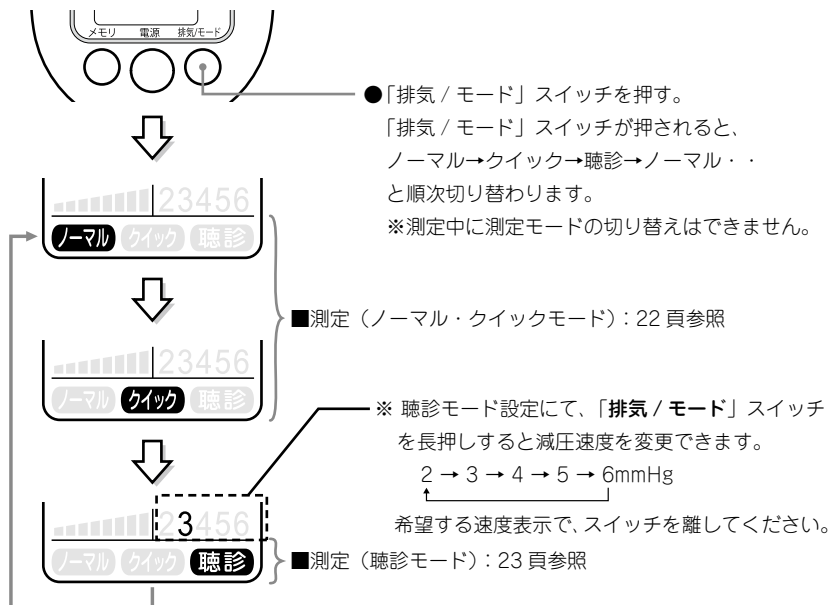 メモリ 電源 排気/モード
●「排気 / モード」スイッチを押す。
「排気 / モード」スイッチが押されると、
ノーマル→クイック→聴診→ノーマル・・
と順次切り替わります。
※測定中に測定モードの切り替えはできません。
23456
ノーマル クイック 聴診
■測定（ノーマル・クイックモード）：22 頁参照
23456
ノーマル クイック 聴診
※ 聴診モード設定にて、「排気 / モード」スイッチ
を長押しすると減圧速度を変更できます。
2 → 3 → 4 → 5 → 6mmHg
希望する速度表示で、スイッチを離してください。
23456
ノーマル クイック 聴診
■測定（聴診モード）：23 頁参照